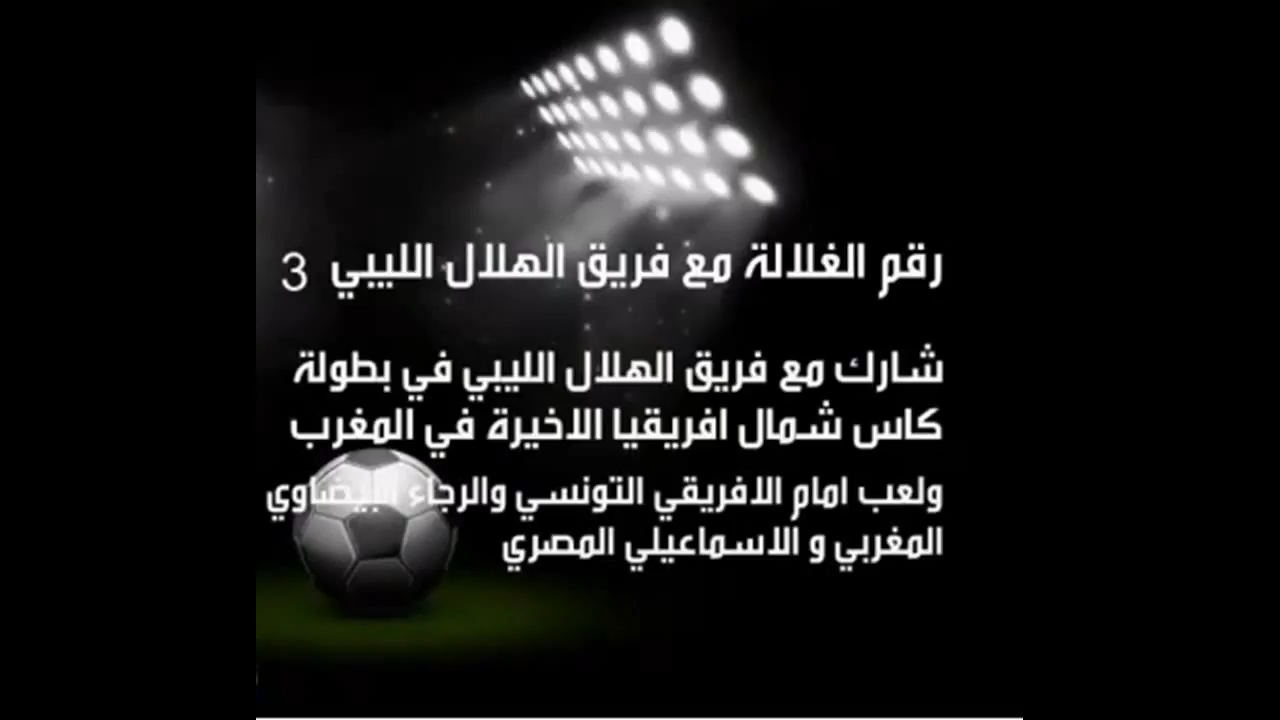 رقم الغلالة مع فريق الهلال الليبي 3
شارك مع فريق الهلال الليبي في بطولة
كاس شمال افريقيا الاخيرة في المغرب
ولعب امام الافريقي التونسي والرجاء البيضاوي
المغربي و الاسماعيلي المصري